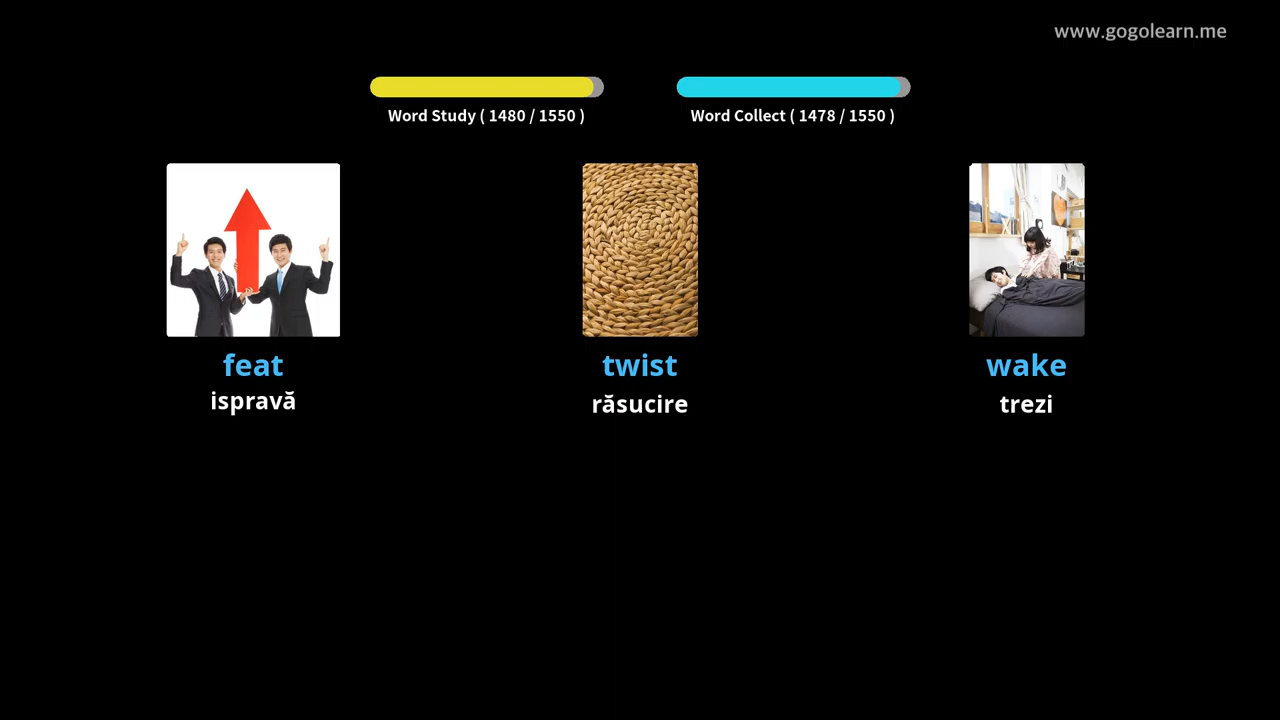 www.gogolearn.me
Word Study ( 1480 / 1550 )
Word Collect ( 1478 / 1550 )
feat
ispravă
twist
răsucire
wake
trezi